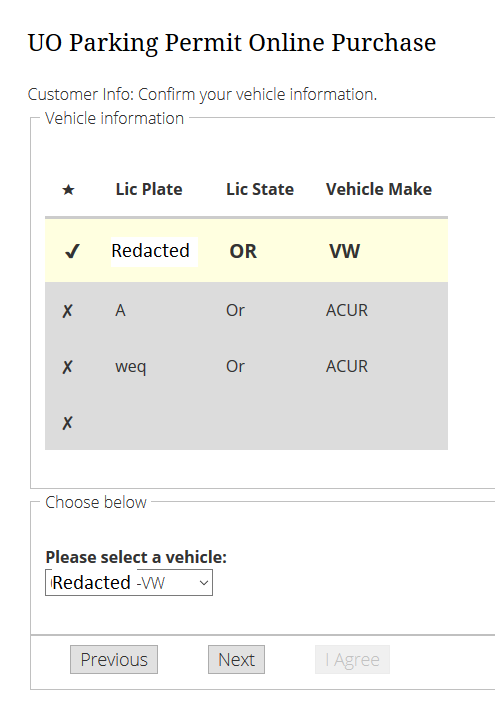 UO Parking Permit Online Purchase
Customer Info: Confirm your vehicle information.
Vehicle information
★ Lic Plate Lic State Vehicle Make
✔ Redacted OR VW
✗ A Or ACUR
✗ weq Or ACUR
✗
Choose below
Please select a vehicle:
Redacted -VW
Previous Next I Agree